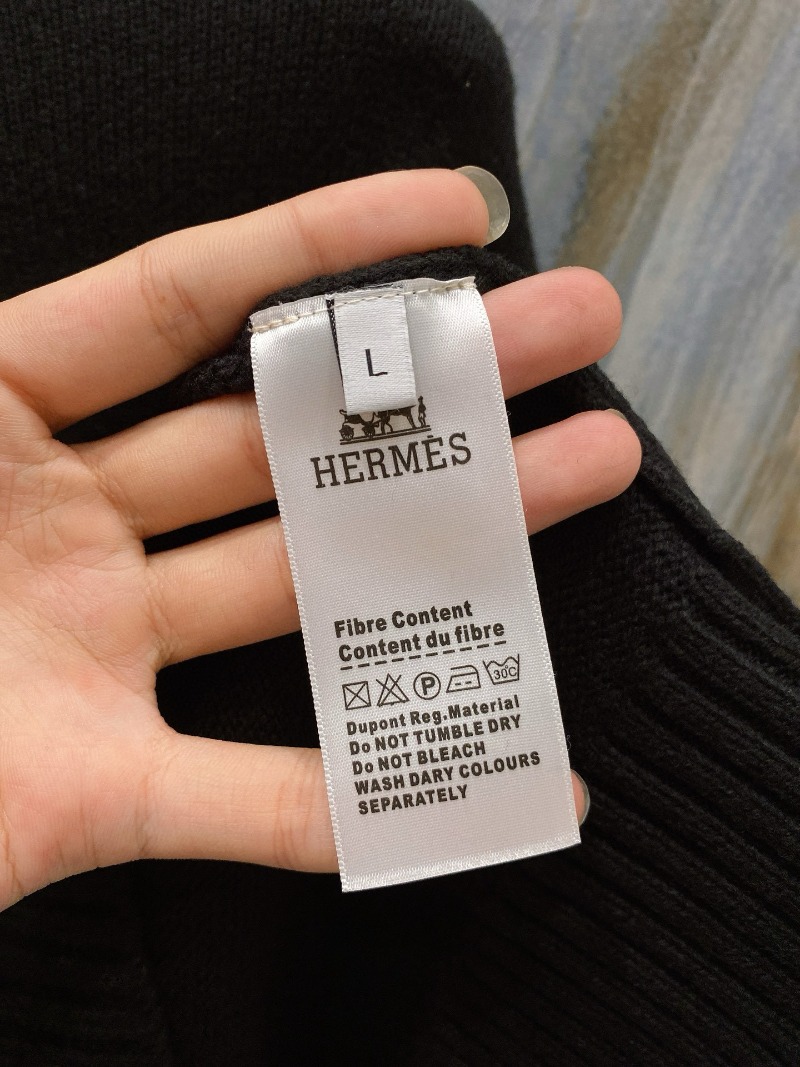 L
HERMÈS
Fibre Content
Content du fibre
P
30°C
Dupont Reg.Material
Do NOT TUMBLE DRY
Do NOT BLEACH
WASH DARY COLOURS
SEPARATELY